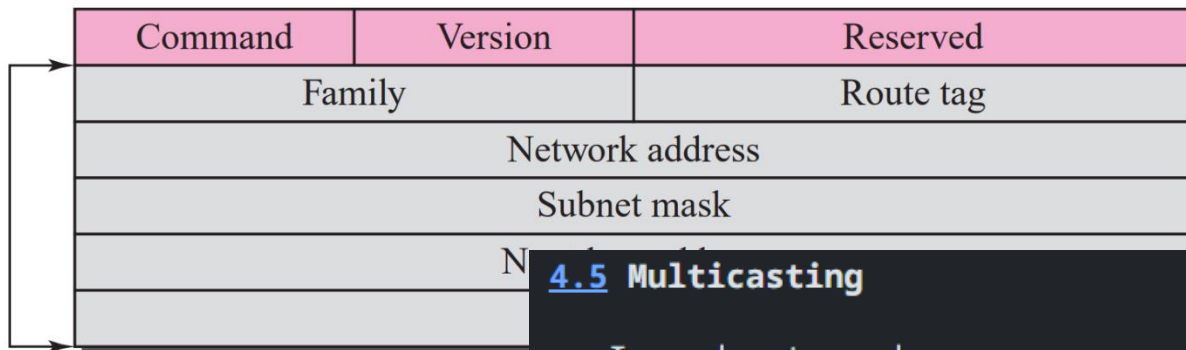 Command Version Reserved
Family Route tag
Network address
Subnet mask
4.5 Multicasting